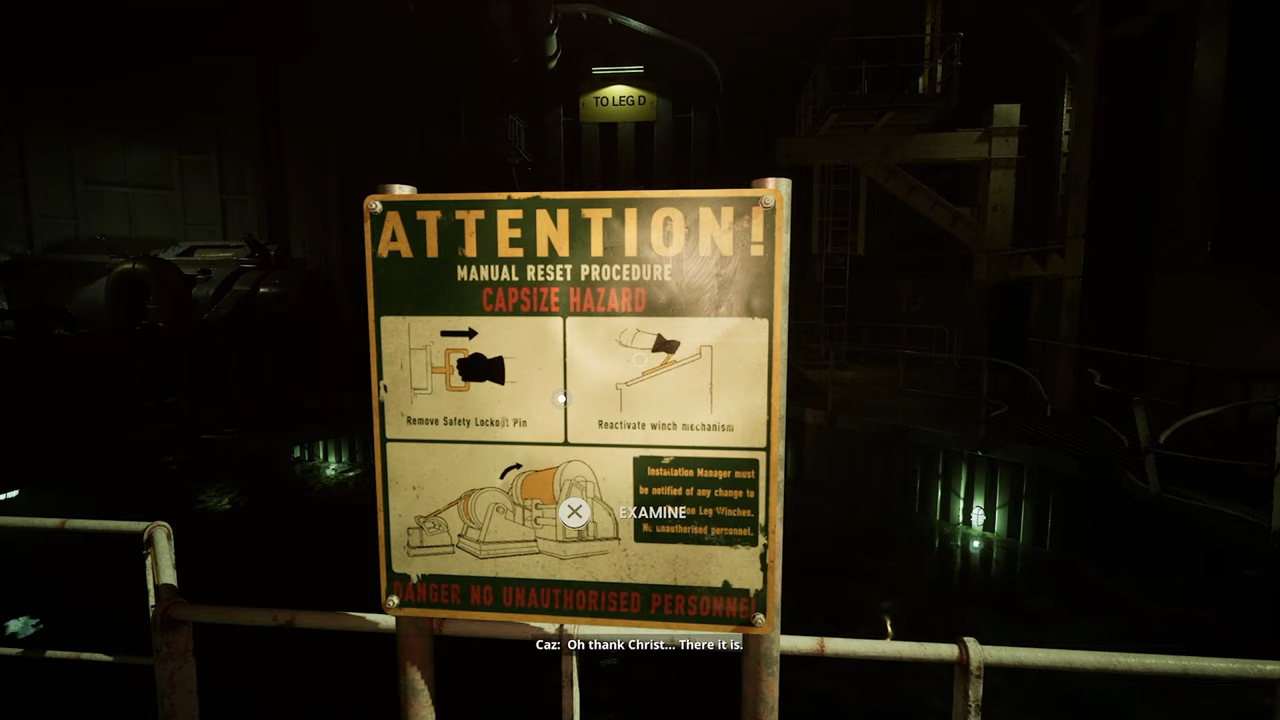 TO LEG D
ATTENTION!
MANUAL RESET PROCEDURE
CAPSIZE HAZARD
Remove Safety Lockout Pin
Reactivate winch mechanism
Installation Manager must
be notified of any change to
on Leg Winches.
No unauthorised personnel.
EXAMINE
DANGER NO UNAUTHORISED PERSONNEL
Caz: Oh thank Christ... There it is.